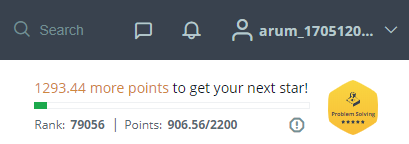 Search
arum_1705120...
1293.44 more points to get your next star!
Rank: 79056 | Points: 906.56/2200
Problem Solving